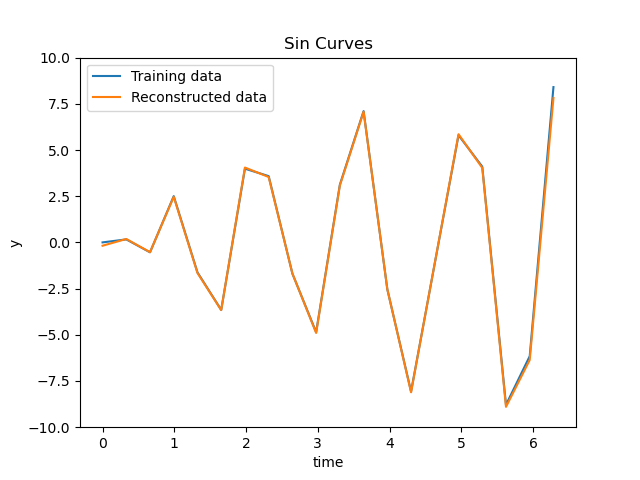 Sin Curves
Training data
Reconstructed data
10.0
7.5
5.0
2.5
0.0
−2.5
−5.0
−7.5
−10.0
y
0 1 2 3 4 5 6
time